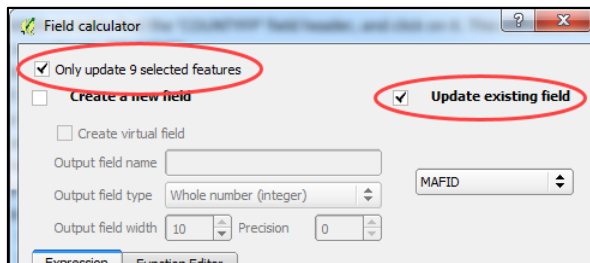 Field calculator
Only update 9 selected features
Create a new field
Update existing field
Create virtual field
Output field name
Output field type Whole number (integer)
MAFID
Output field width 10 Precision 0
Expression Function Editor